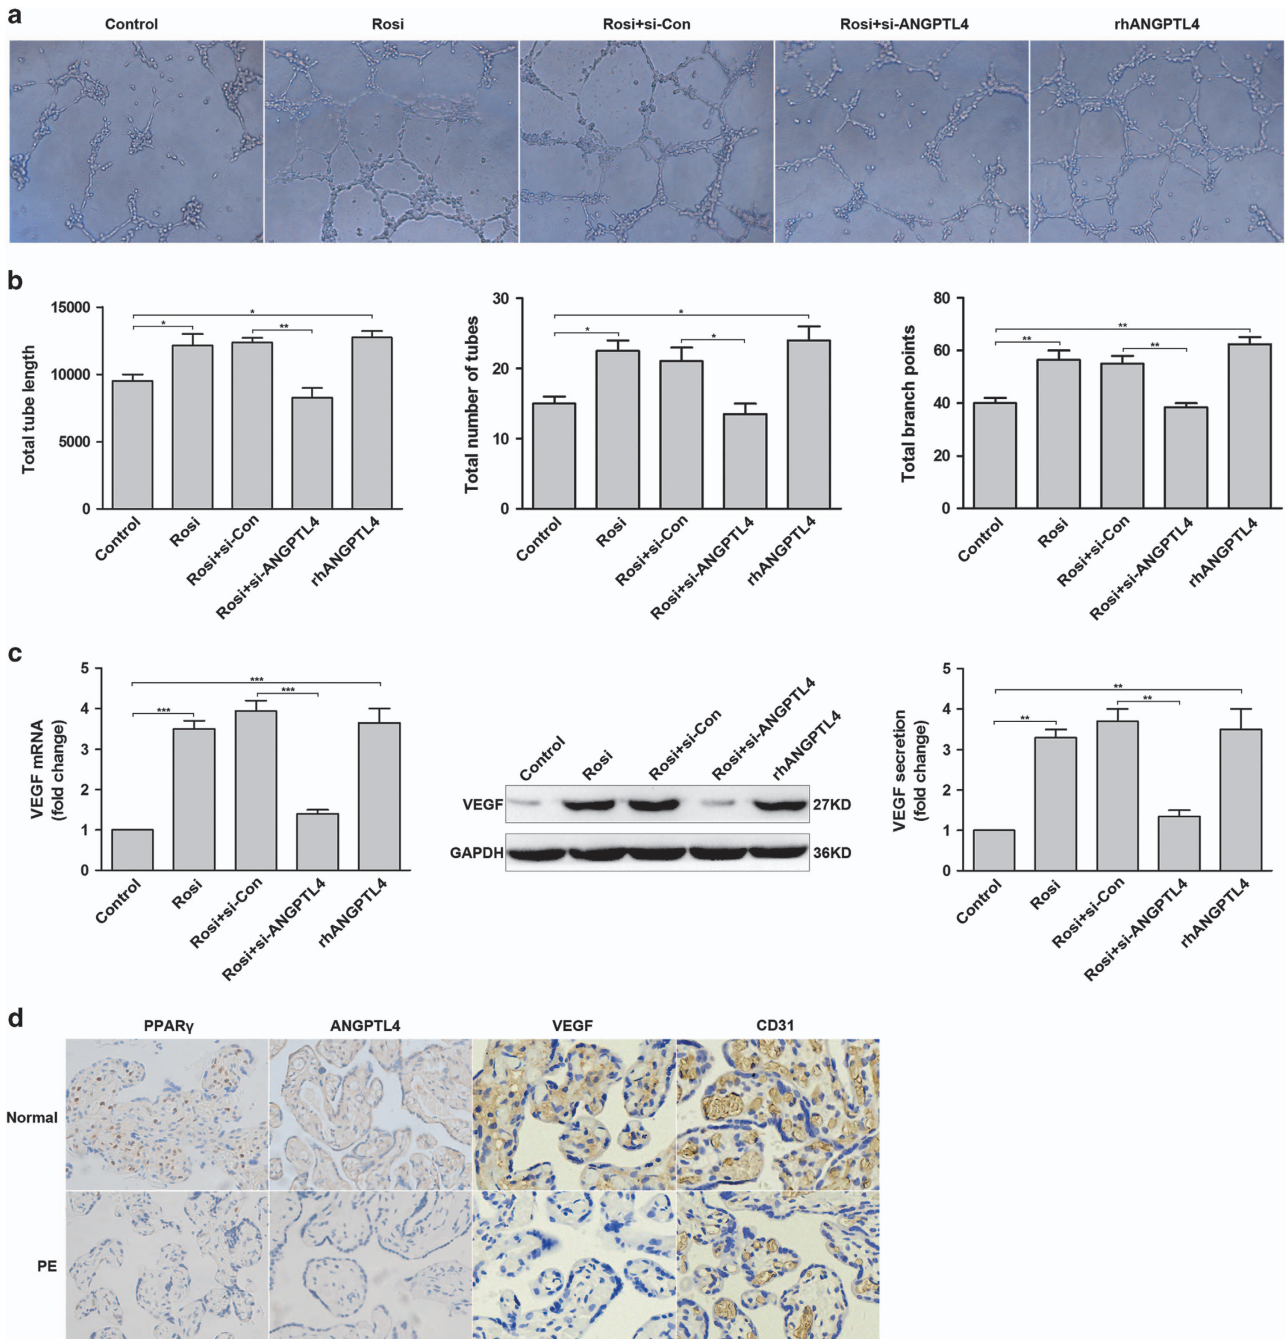 a
Control
Rosi
Rosi+si-Con
Rosi+si-ANGPTL4
rhANGPTL4
b
Total tube length
15000
10000
5000
0
*
*
**
Control
Rosi
Rosi+si-Con
Rosi+si-ANGPTL4
rhANGPTL4
Total number of tubes
30
20
10
0
*
*
*
Control
Rosi
Rosi+si-Con
Rosi+si-ANGPTL4
rhANGPTL4
Total branch points
80
60
40
20
0
**
**
**
Control
Rosi
Rosi+si-Con
Rosi+si-ANGPTL4
rhANGPTL4
c
VEGF mRNA
(fold change)
5
4
3
2
1
0
***
***
***
Control
Rosi
Rosi+si-Con
Rosi+si-ANGPTL4
rhANGPTL4
Control
Rosi
Rosi+si-Con
Rosi+si-ANGPTL4
rhANGPTL4
VEGF 27KD
GAPDH 36KD
VEGF secretion
(fold change)
5
4
3
2
1
0
**
**
**
Control
Rosi
Rosi+si-Con
Rosi+si-ANGPTL4
rhANGPTL4
d
PPARγ
ANGPTL4
VEGF
CD31
Normal
PE